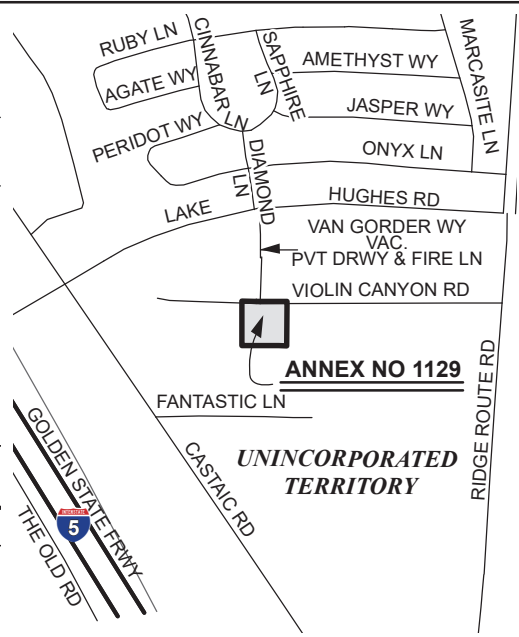 RUBY LN
CINNABAR LN
SAPPHIRE LN
MARCASITE LN
AMETHYST WY
AGATE WY
JASPER WY
PERIDOT WY
ONYX LN
DIAMOND LN
LAKE HUGHES RD
VAN GORDER WY
VAC.
PVT DRWY & FIRE LN
VIOLIN CANYON RD
ANNEX NO 1129
FANTASTIC LN
RIDGE ROUTE RD
UNINCORPORATED
TERRITORY
CASTAIC RD
GOLDEN STATE FRWY
5
THE OLD RD